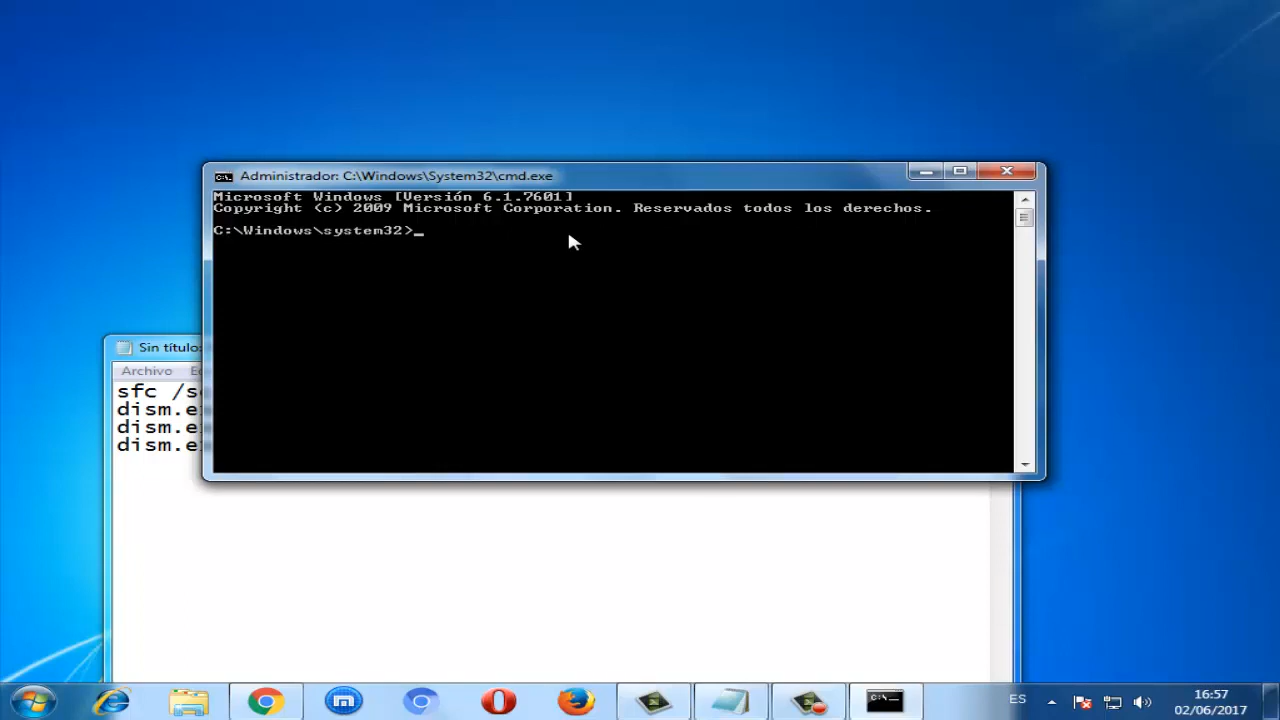 Administrador: C:\Windows\System32\cmd.exe
Microsoft Windows [Versión 6.1.7601]
Copyright (c) 2009 Microsoft Corporation. Reservados todos los derechos.
C:\Windows\system32>_
Sin título:
Archivo
sfc /s
dism.e
dism.e
dism.e
ES
16:57
02/06/2017